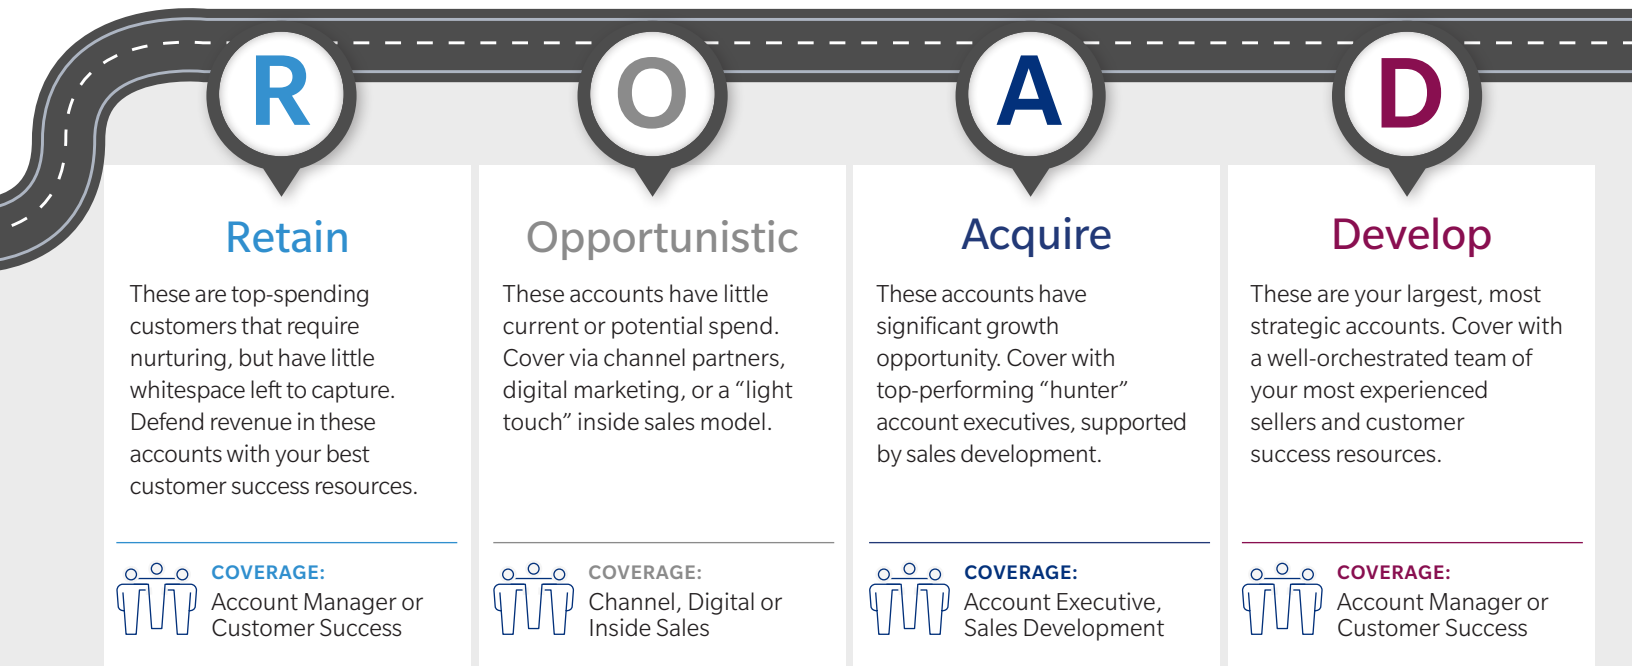 R
O
A
D
Retain
These are top-spending
customers that require
nurturing, but have little
whitespace left to capture.
Defend revenue in these
accounts with your best
customer success resources.
COVERAGE:
Account Manager or
Customer Success
Opportunistic
These accounts have little
current or potential spend.
Cover via channel partners,
digital marketing, or a “light
touch” inside sales model.
COVERAGE:
Channel, Digital or
Inside Sales
Acquire
These accounts have
significant growth
opportunity. Cover with
top-performing “hunter”
account executives, supported
by sales development.
COVERAGE:
Account Executive,
Sales Development
Develop
These are your largest, most
strategic accounts. Cover with
a well-orchestrated team of
your most experienced
sellers and customer
success resources.
COVERAGE:
Account Manager or
Customer Success